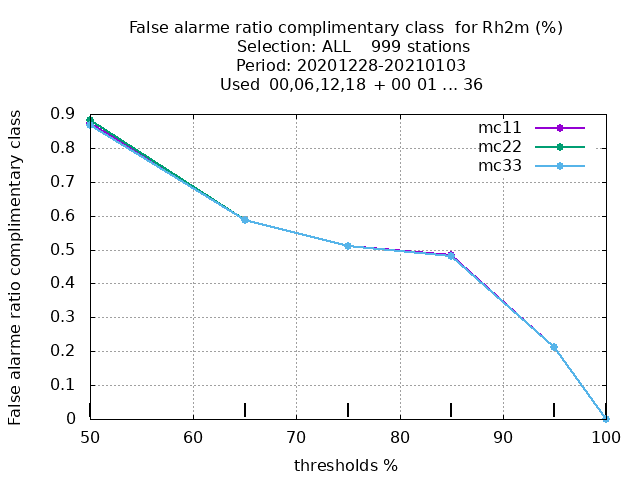 False alarme ratio complimentary class  for Rh2m (%)
Selection: ALL    999 stations
Period: 20201228-20210103
Used  00,06,12,18  + 00 01 ... 36
False alarme ratio complimentary class
0.9
0.8
0.7
0.6
0.5
0.4
0.3
0.2
0.1
0
mc11
mc22
mc33
50 60 70 80 90 100
thresholds %